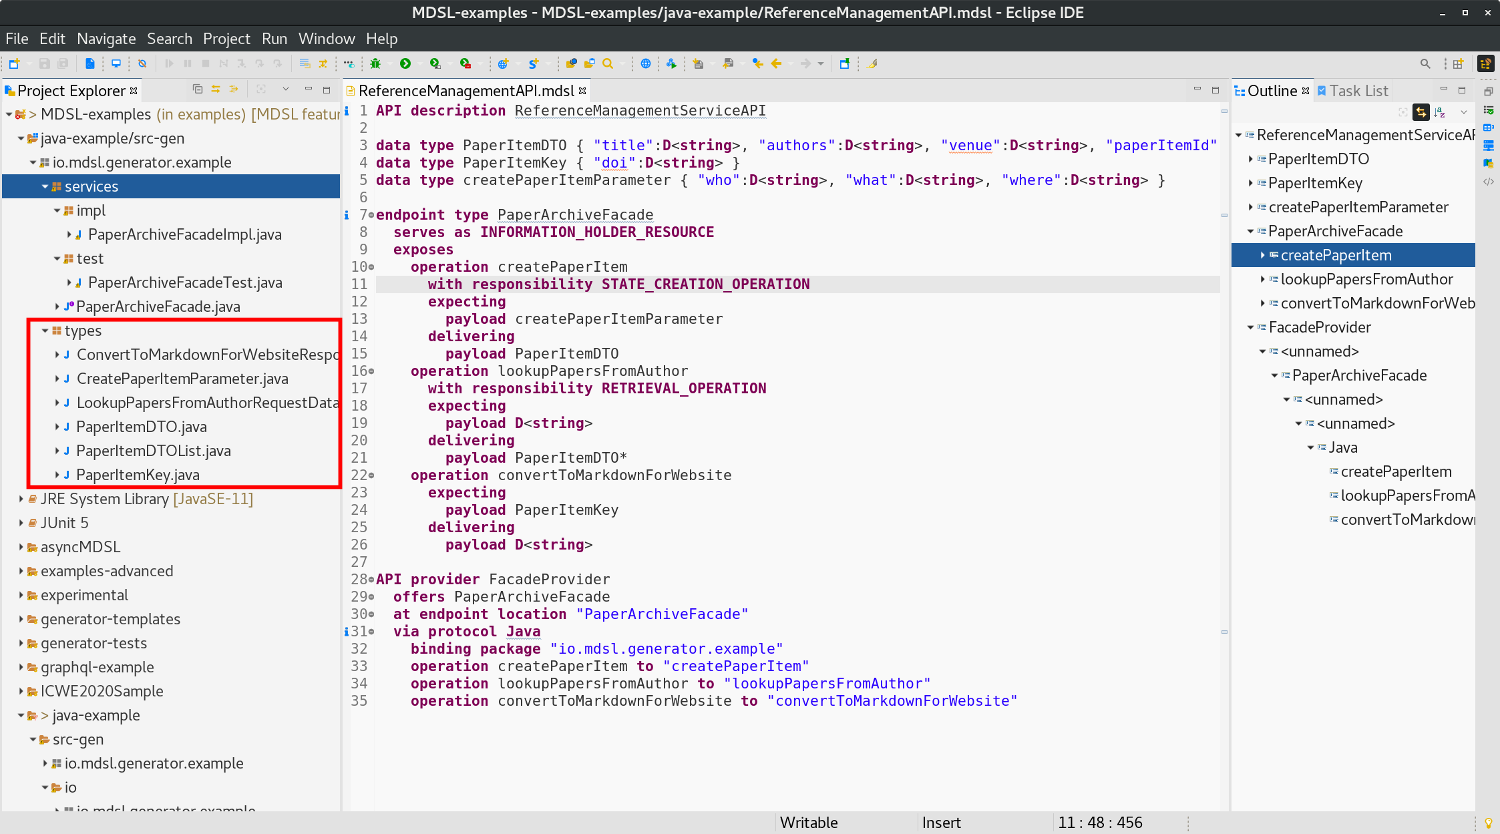 MDSL-examples - MDSL-examples/java-example/ReferenceManagementAPI.mdsl - Eclipse IDE
File Edit Navigate Search Project Run Window Help
Project Explorer
> MDSL-examples (in examples) [MDSL featur
java-example/src-gen
io.mdsl.generator.example
services
impl
PaperArchiveFacadeImpl.java
test
PaperArchiveFacadeTest.java
PaperArchiveFacade.java
types
ConvertToMarkdownForWebsiteRespo
CreatePaperItemParameter.java
LookupPapersFromAuthorRequestData
PaperItemDTO.java
PaperItemDTOList.java
PaperItemKey.java
JRE System Library [JavaSE-11]
JUnit 5
asyncMDSL
examples-advanced
experimental
generator-templates
generator-tests
graphql-example
ICWE2020Sample
> java-example
src-gen
io.mdsl.generator.example
io
io.mdsl.generator.example
ReferenceManagementAPI.mdsl
1 API description ReferenceManagementServiceAPI
2
3 data type PaperItemDTO { "title":D<string>, "authors":D<string>, "venue":D<string>, "paperItemId"
4 data type PaperItemKey { "doi":D<string> }
5 data type createPaperItemParameter { "who":D<string>, "what":D<string>, "where":D<string> }
6
7 endpoint type PaperArchiveFacade
8 serves as INFORMATION_HOLDER_RESOURCE
9 exposes
10 operation createPaperItem
11 with responsibility STATE_CREATION_OPERATION
12 expecting
13 payload createPaperItemParameter
14 delivering
15 payload PaperItemDTO
16 operation lookupPapersFromAuthor
17 with responsibility RETRIEVAL_OPERATION
18 expecting
19 payload D<string>
20 delivering
21 payload PaperItemDTO*
22 operation convertToMarkdownForWebsite
23 expecting
24 payload PaperItemKey
25 delivering
26 payload D<string>
27
28 API provider FacadeProvider
29 offers PaperArchiveFacade
30 at endpoint location "PaperArchiveFacade"
31 via protocol Java
32 binding package "io.mdsl.generator.example"
33 operation createPaperItem to "createPaperItem"
34 operation lookupPapersFromAuthor to "lookupPapersFromAuthor"
35 operation convertToMarkdownForWebsite to "convertToMarkdownForWebsite"
Outline Task List
ReferenceManagementServiceAP
PaperItemDTO
PaperItemKey
createPaperItemParameter
PaperArchiveFacade
createPaperItem
lookupPapersFromAuthor
convertToMarkdownForWeb
FacadeProvider
<unnamed>
PaperArchiveFacade
<unnamed>
<unnamed>
Java
createPaperItem
lookupPapersFromA
convertToMarkdown
Writable Insert 11 : 48 : 456